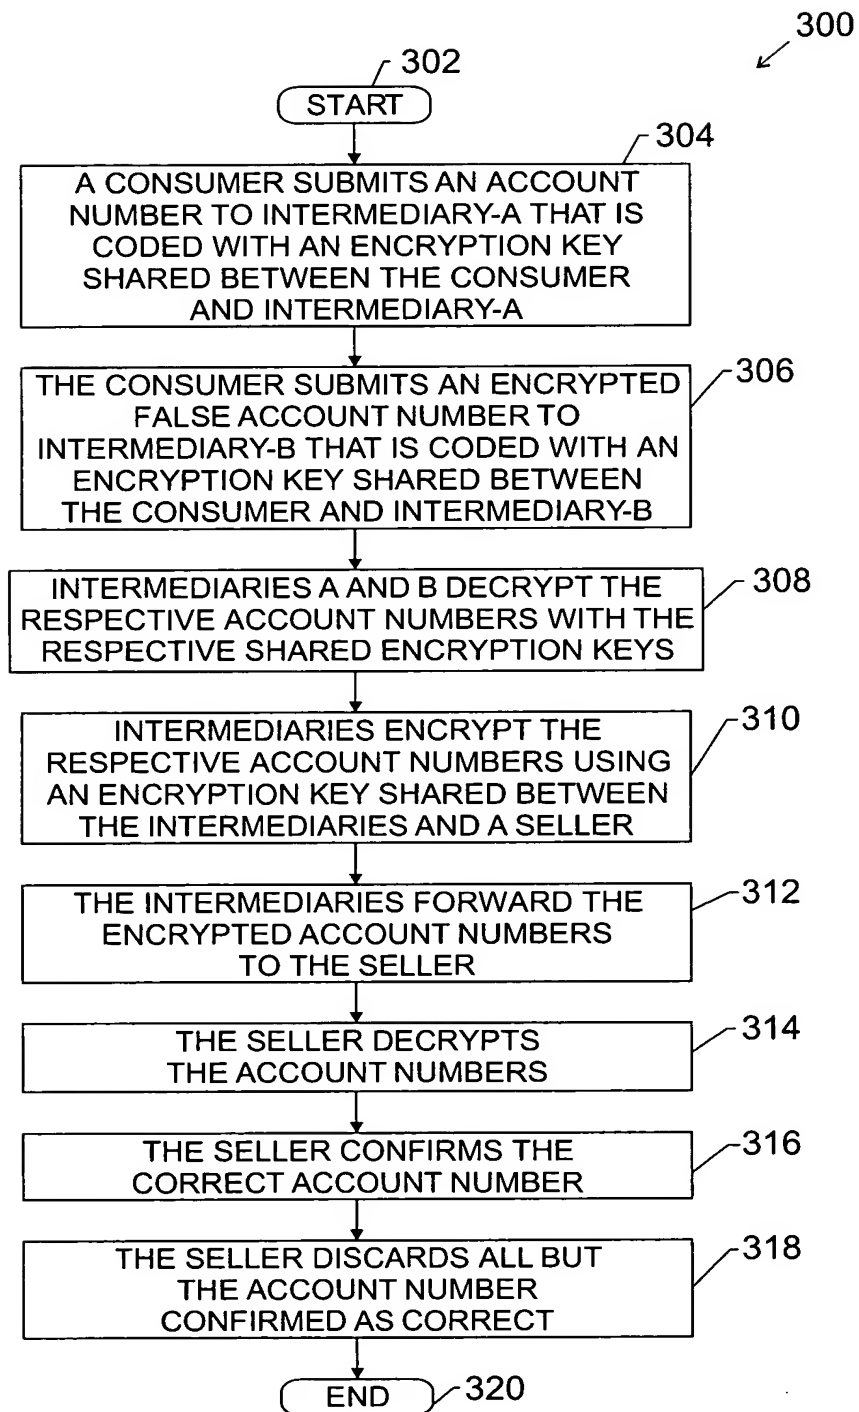 300
302
START
304
A CONSUMER SUBMITS AN ACCOUNT
NUMBER TO INTERMEDIARY-A THAT IS
CODED WITH AN ENCRYPTION KEY
SHARED BETWEEN THE CONSUMER
AND INTERMEDIARY-A
306
THE CONSUMER SUBMITS AN ENCRYPTED
FALSE ACCOUNT NUMBER TO
INTERMEDIARY-B THAT IS CODED WITH AN
ENCRYPTION KEY SHARED BETWEEN
THE CONSUMER AND INTERMEDIARY-B
308
INTERMEDIARIES A AND B DECRYPT THE
RESPECTIVE ACCOUNT NUMBERS WITH THE
RESPECTIVE SHARED ENCRYPTION KEYS
310
INTERMEDIARIES ENCRYPT THE
RESPECTIVE ACCOUNT NUMBERS USING
AN ENCRYPTION KEY SHARED BETWEEN
THE INTERMEDIARIES AND A SELLER
312
THE INTERMEDIARIES FORWARD THE
ENCRYPTED ACCOUNT NUMBERS
TO THE SELLER
314
THE SELLER DECRYPTS
THE ACCOUNT NUMBERS
316
THE SELLER CONFIRMS THE
CORRECT ACCOUNT NUMBER
318
THE SELLER DISCARDS ALL BUT
THE ACCOUNT NUMBER
CONFIRMED AS CORRECT
END
320